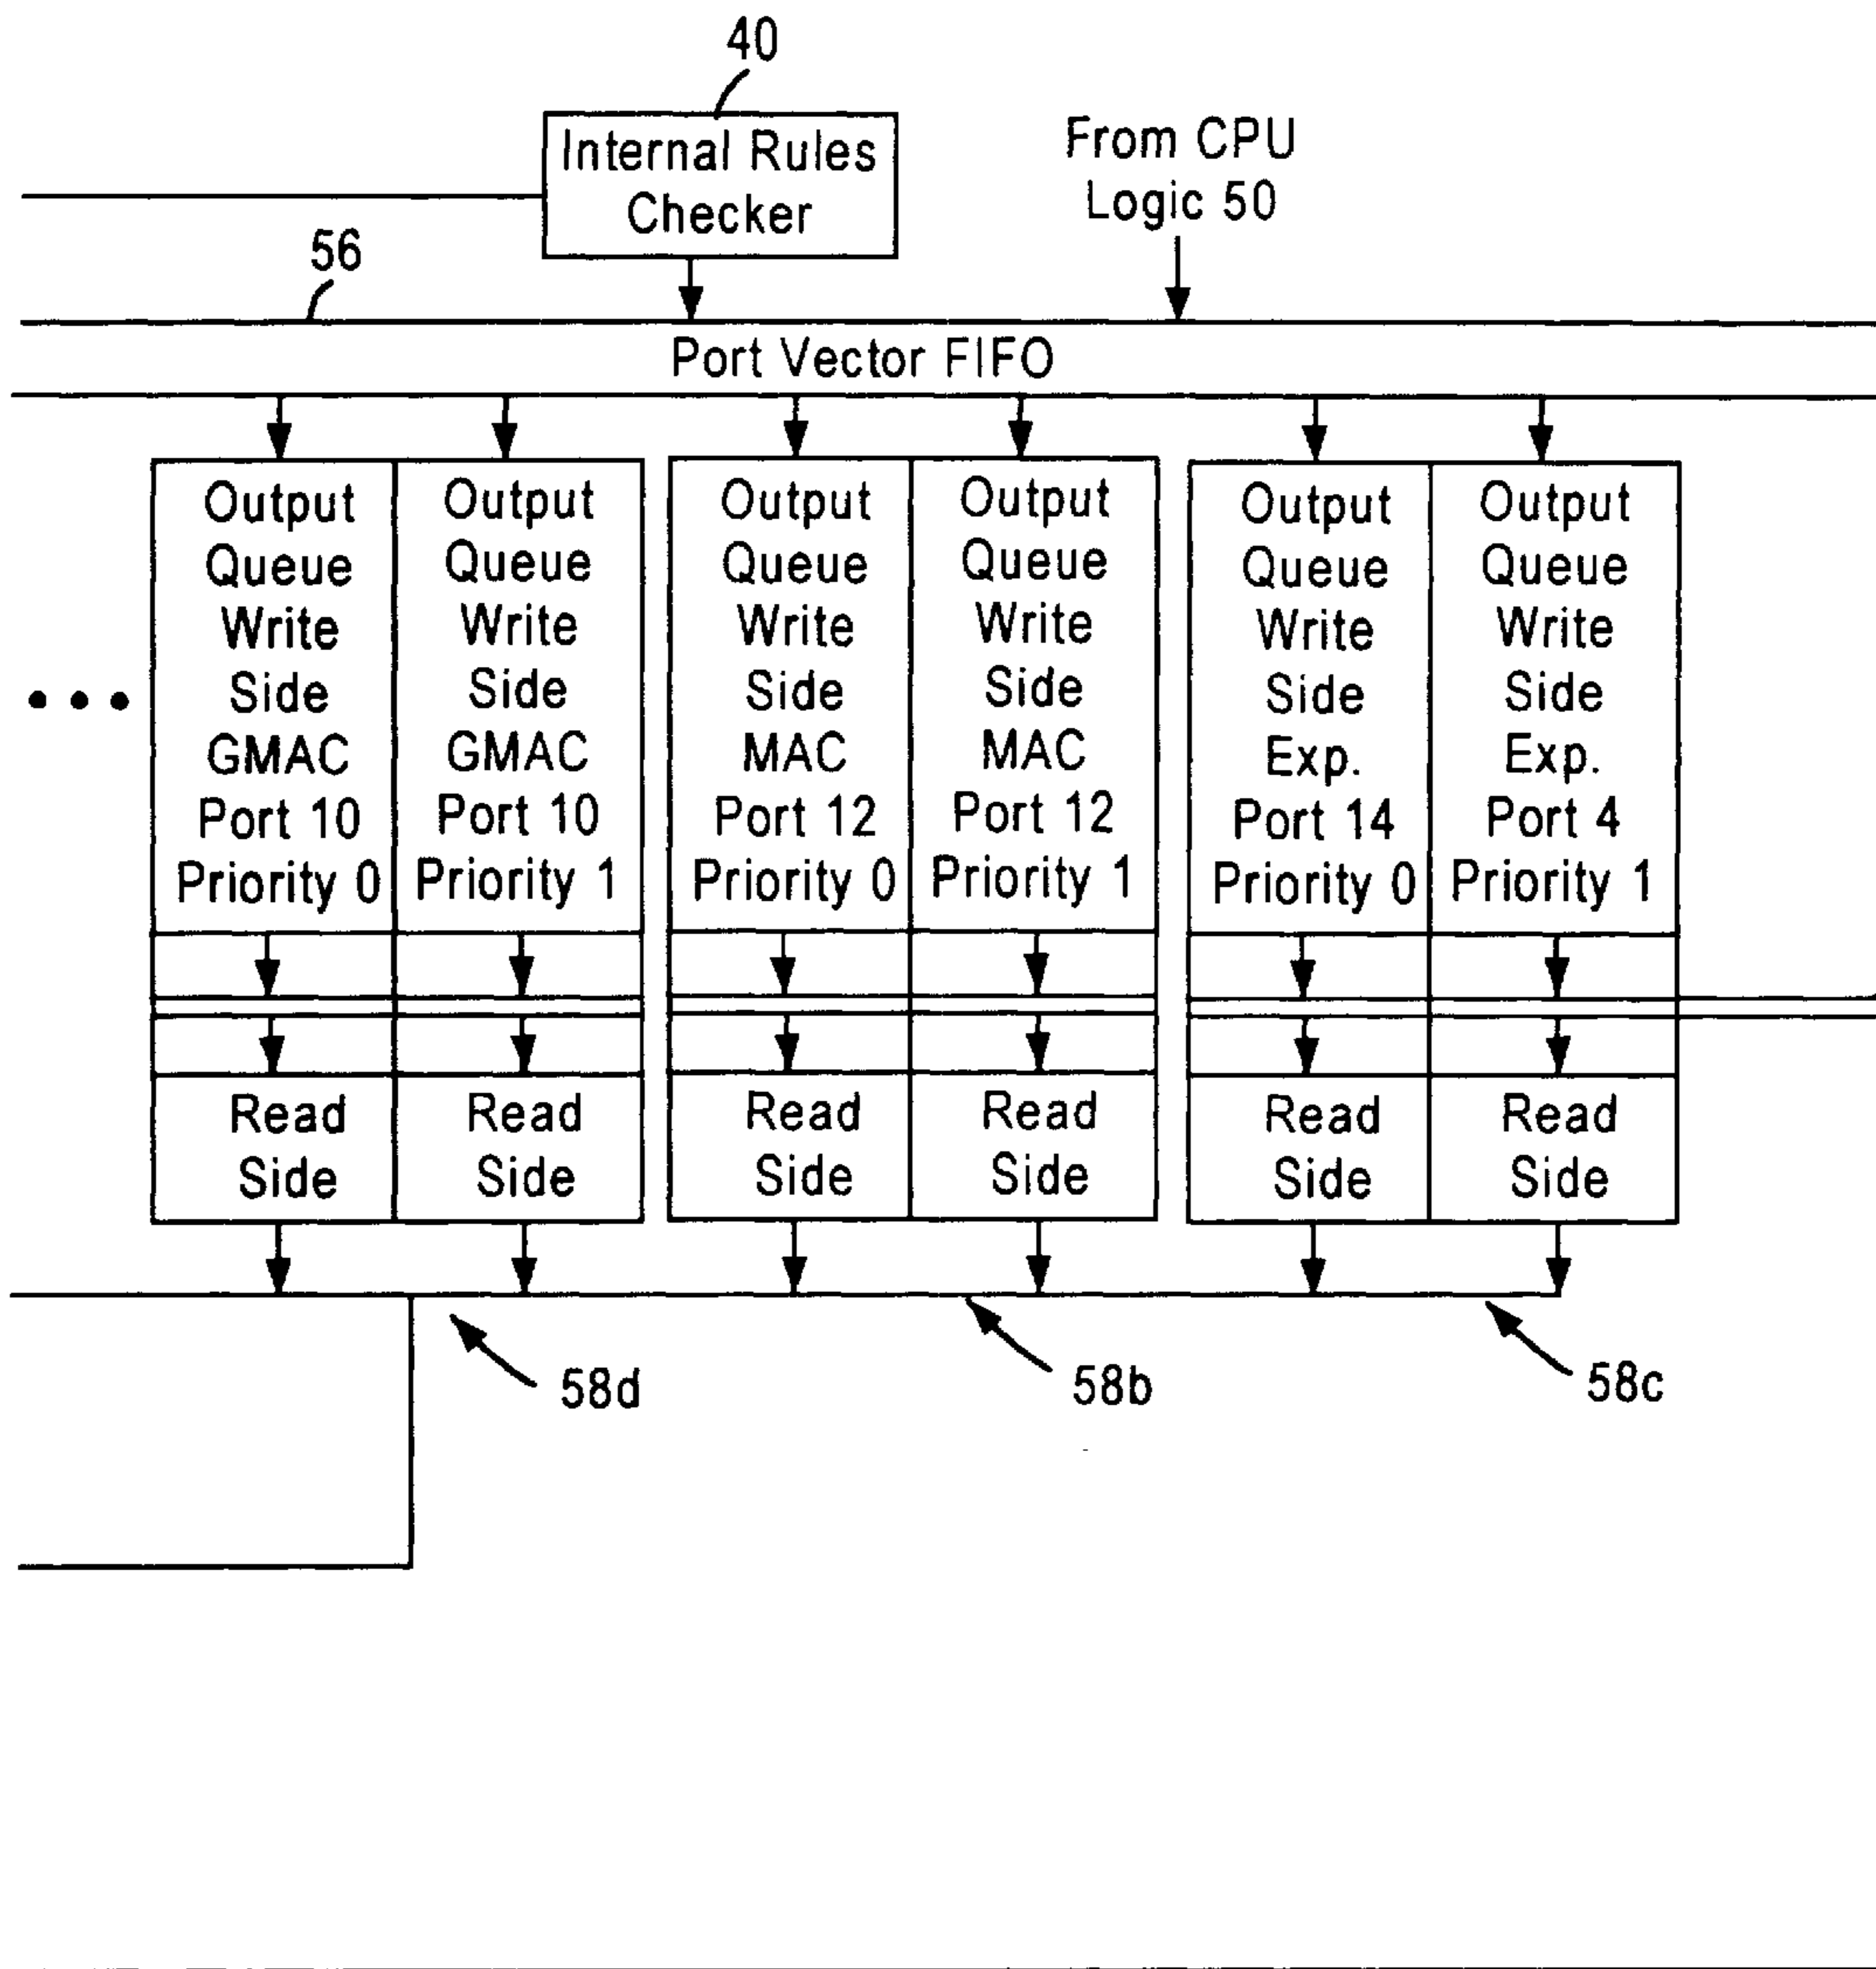 40
Internal Rules
Checker
From CPU
Logic 50
56
Port Vector FIFO
Output
Queue
Write
Side
GMAC
Port 10
Priority 0
Output
Queue
Write
Side
GMAC
Port 10
Priority 1
Output
Queue
Write
Side
MAC
Port 12
Priority 0
Output
Queue
Write
Side
MAC
Port 12
Priority 1
Output
Queue
Write
Side
Exp.
Port 14
Priority 0
Output
Queue
Write
Side
Exp.
Port 4
Priority 1
Read
Side
Read
Side
Read
Side
Read
Side
Read
Side
Read
Side
58d
58b
58c